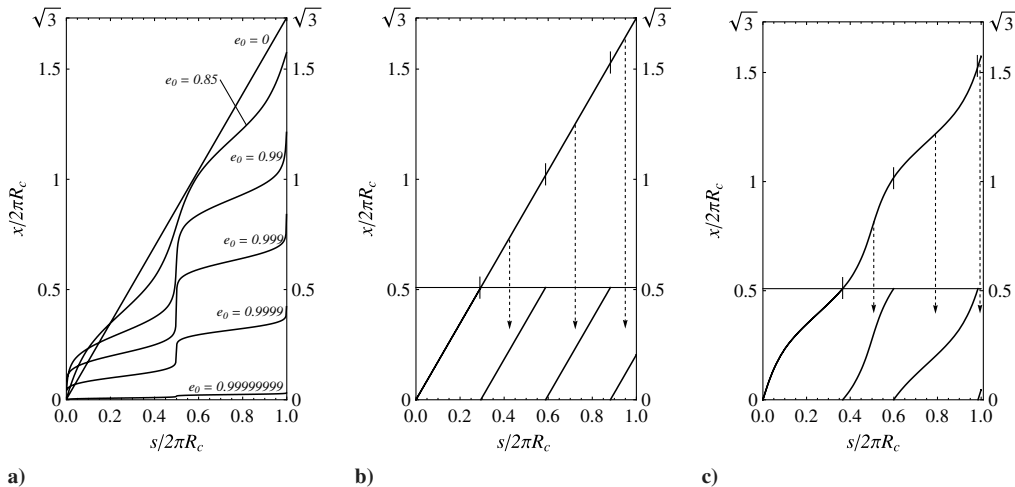 √3 √3
1.5 1.5
1 1
0.5 0.5
0 0
0.0 0.2 0.4 0.6 0.8 1.0
x/2πR_c
s/2πR_c
e₀ = 0
e₀ = 0.85
e₀ = 0.99
e₀ = 0.999
e₀ = 0.9999
e₀ = 0.99999999
a)
√3 √3
1.5 1.5
1 1
0.5 0.5
0 0
0.0 0.2 0.4 0.6 0.8 1.0
x/2πR_c
s/2πR_c
b)
√3 √3
1.5 1.5
1 1
0.5 0.5
0 0
0.0 0.2 0.4 0.6 0.8 1.0
x/2πR_c
s/2πR_c
c)